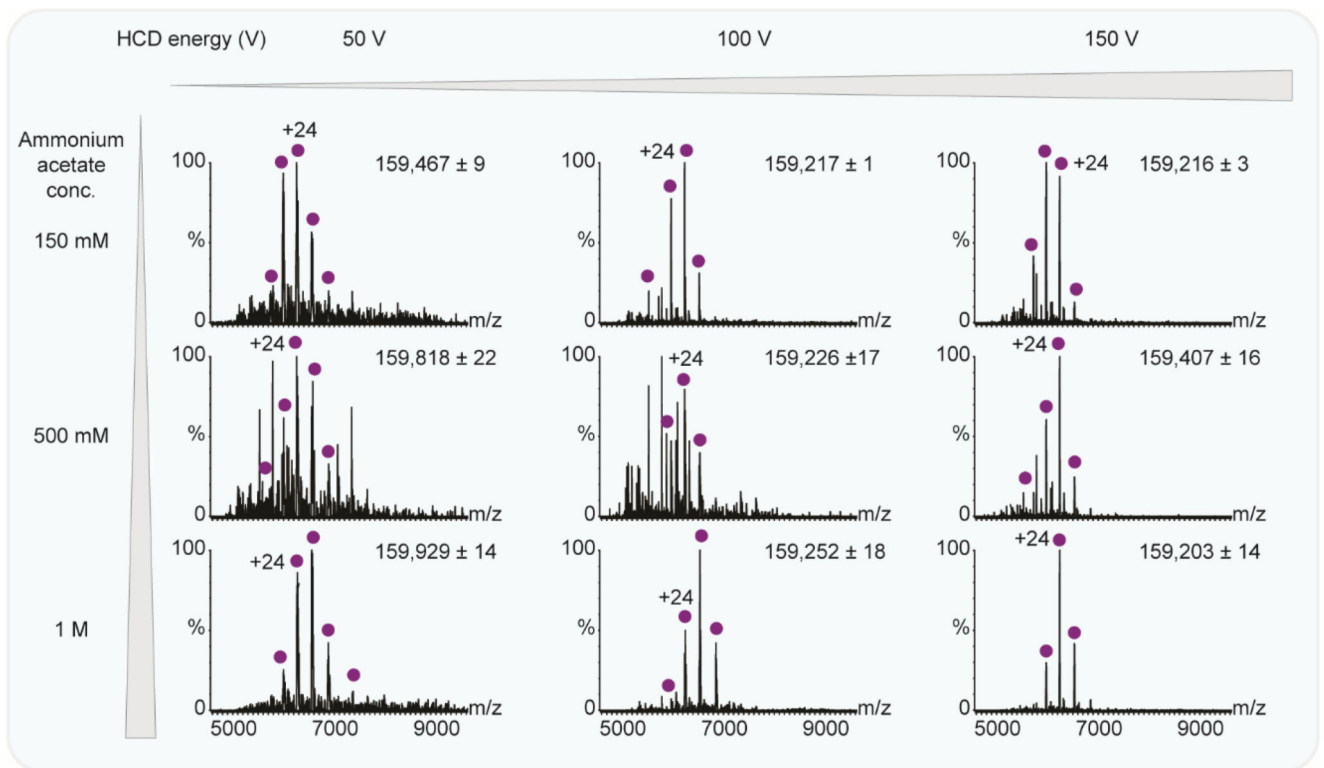 HCD energy (V) 50 V 100 V 150 V
Ammonium
acetate
conc.
150 mM
+24
100
%
0
159,467 ± 9
m/z
+24
100
%
0
159,217 ± 1
m/z
+24
100
%
0
159,216 ± 3
m/z
500 mM
+24
100
%
0
159,818 ± 22
m/z
+24
100
%
0
159,226 ±17
m/z
+24
100
%
0
159,407 ± 16
m/z
1 M
+24
100
%
0
159,929 ± 14
m/z
5000 7000 9000
+24
100
%
0
159,252 ± 18
m/z
5000 7000 9000
+24
100
%
0
159,203 ± 14
m/z
5000 7000 9000